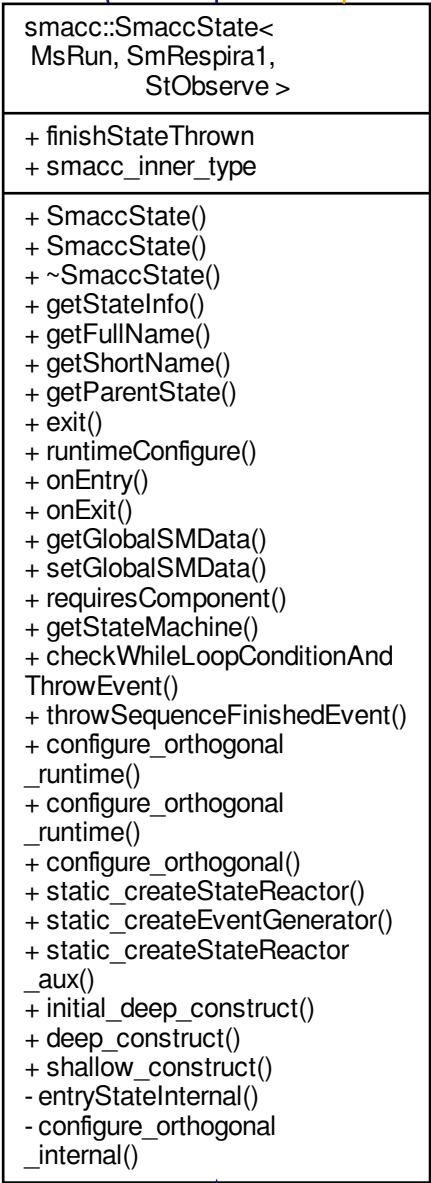 smacc::SmaccState<
MsRun, SmRespira1,
StObserve >
+ finishStateThrown
+ smacc_inner_type
+ SmaccState()
+ SmaccState()
+ ~SmaccState()
+ getStateInfo()
+ getFullName()
+ getShortName()
+ getParentState()
+ exit()
+ runtimeConfigure()
+ onEntry()
+ onExit()
+ getGlobalSMData()
+ setGlobalSMData()
+ requiresComponent()
+ getStateMachine()
+ checkWhileLoopConditionAnd
ThrowEvent()
+ throwSequenceFinishedEvent()
+ configure_orthogonal
_runtime()
+ configure_orthogonal
_runtime()
+ configure_orthogonal()
+ static_createStateReactor()
+ static_createEventGenerator()
+ static_createStateReactor
_aux()
+ initial_deep_construct()
+ deep_construct()
+ shallow_construct()
- entryStateInternal()
- configure_orthogonal
_internal()